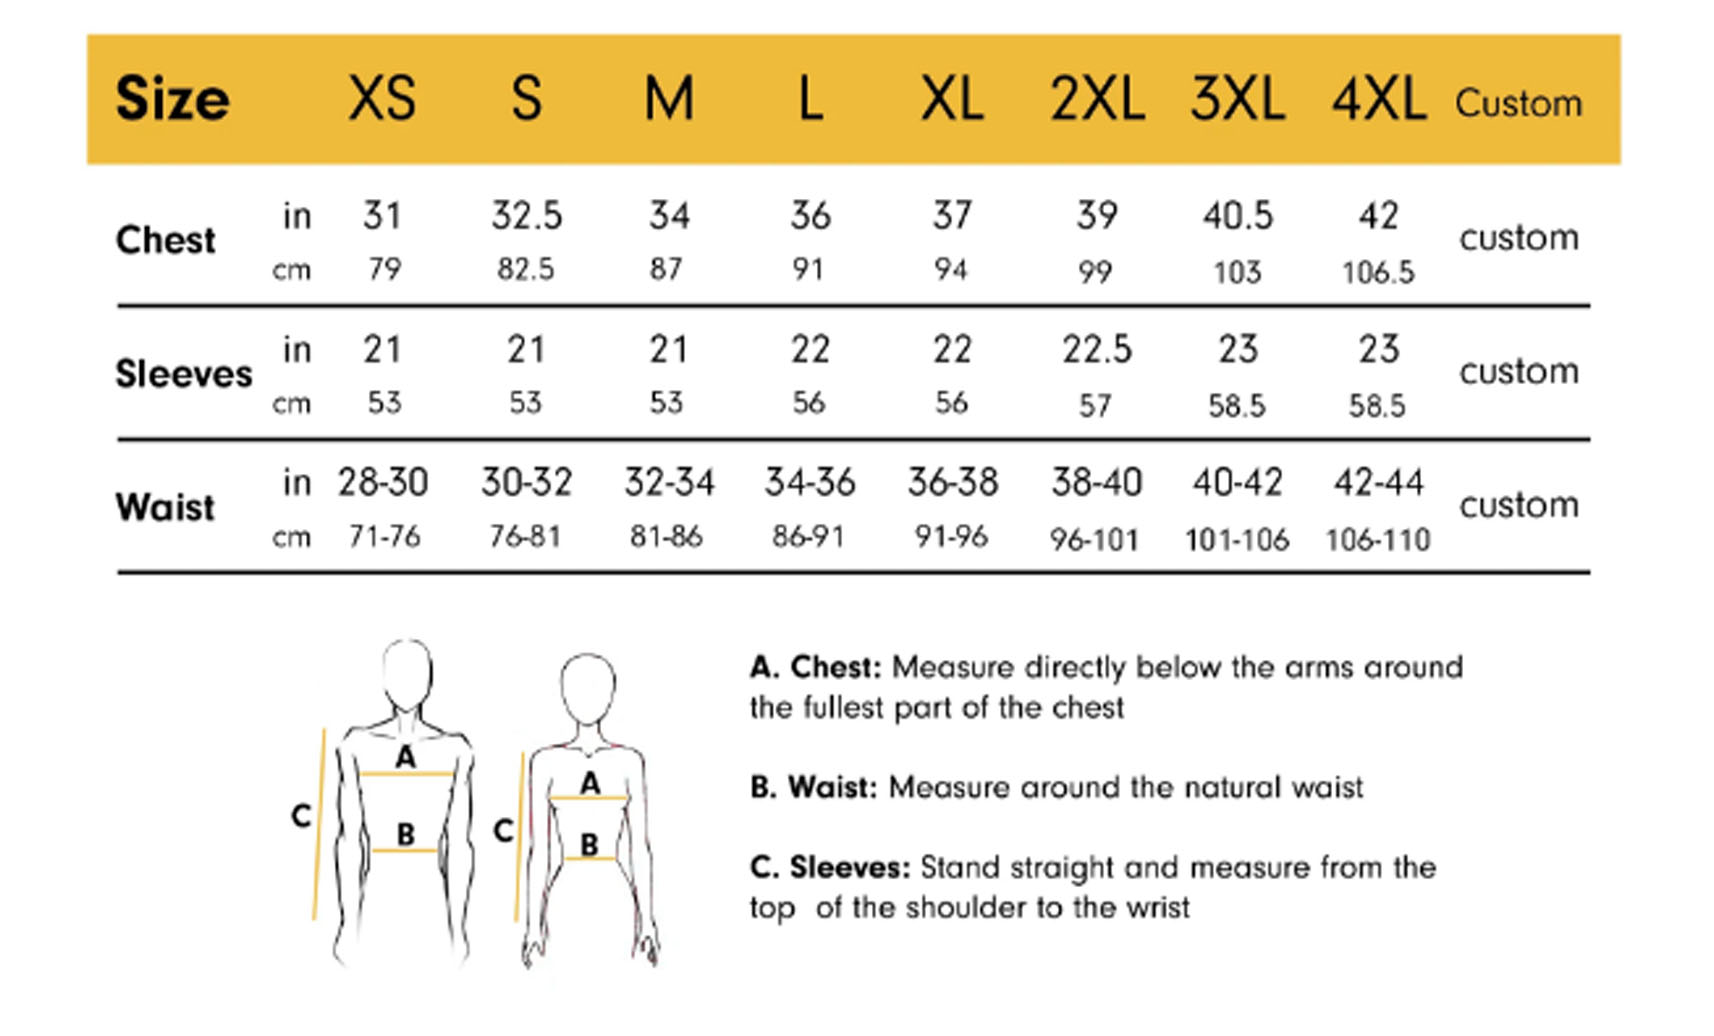 Size XS S M L XL 2XL 3XL 4XL Custom
Chest in 31 32.5 34 36 37 39 40.5 42 custom
cm 79 82.5 87 91 94 99 103 106.5
Sleeves in 21 21 21 22 22 22.5 23 23 custom
cm 53 53 53 56 56 57 58.5 58.5
Waist in 28-30 30-32 32-34 34-36 36-38 38-40 40-42 42-44 custom
cm 71-76 76-81 81-86 86-91 91-96 96-101 101-106 106-110
A
B
C
A
B
C
A. Chest: Measure directly below the arms around
the fullest part of the chest
B. Waist: Measure around the natural waist
C. Sleeves: Stand straight and measure from the
top of the shoulder to the wrist